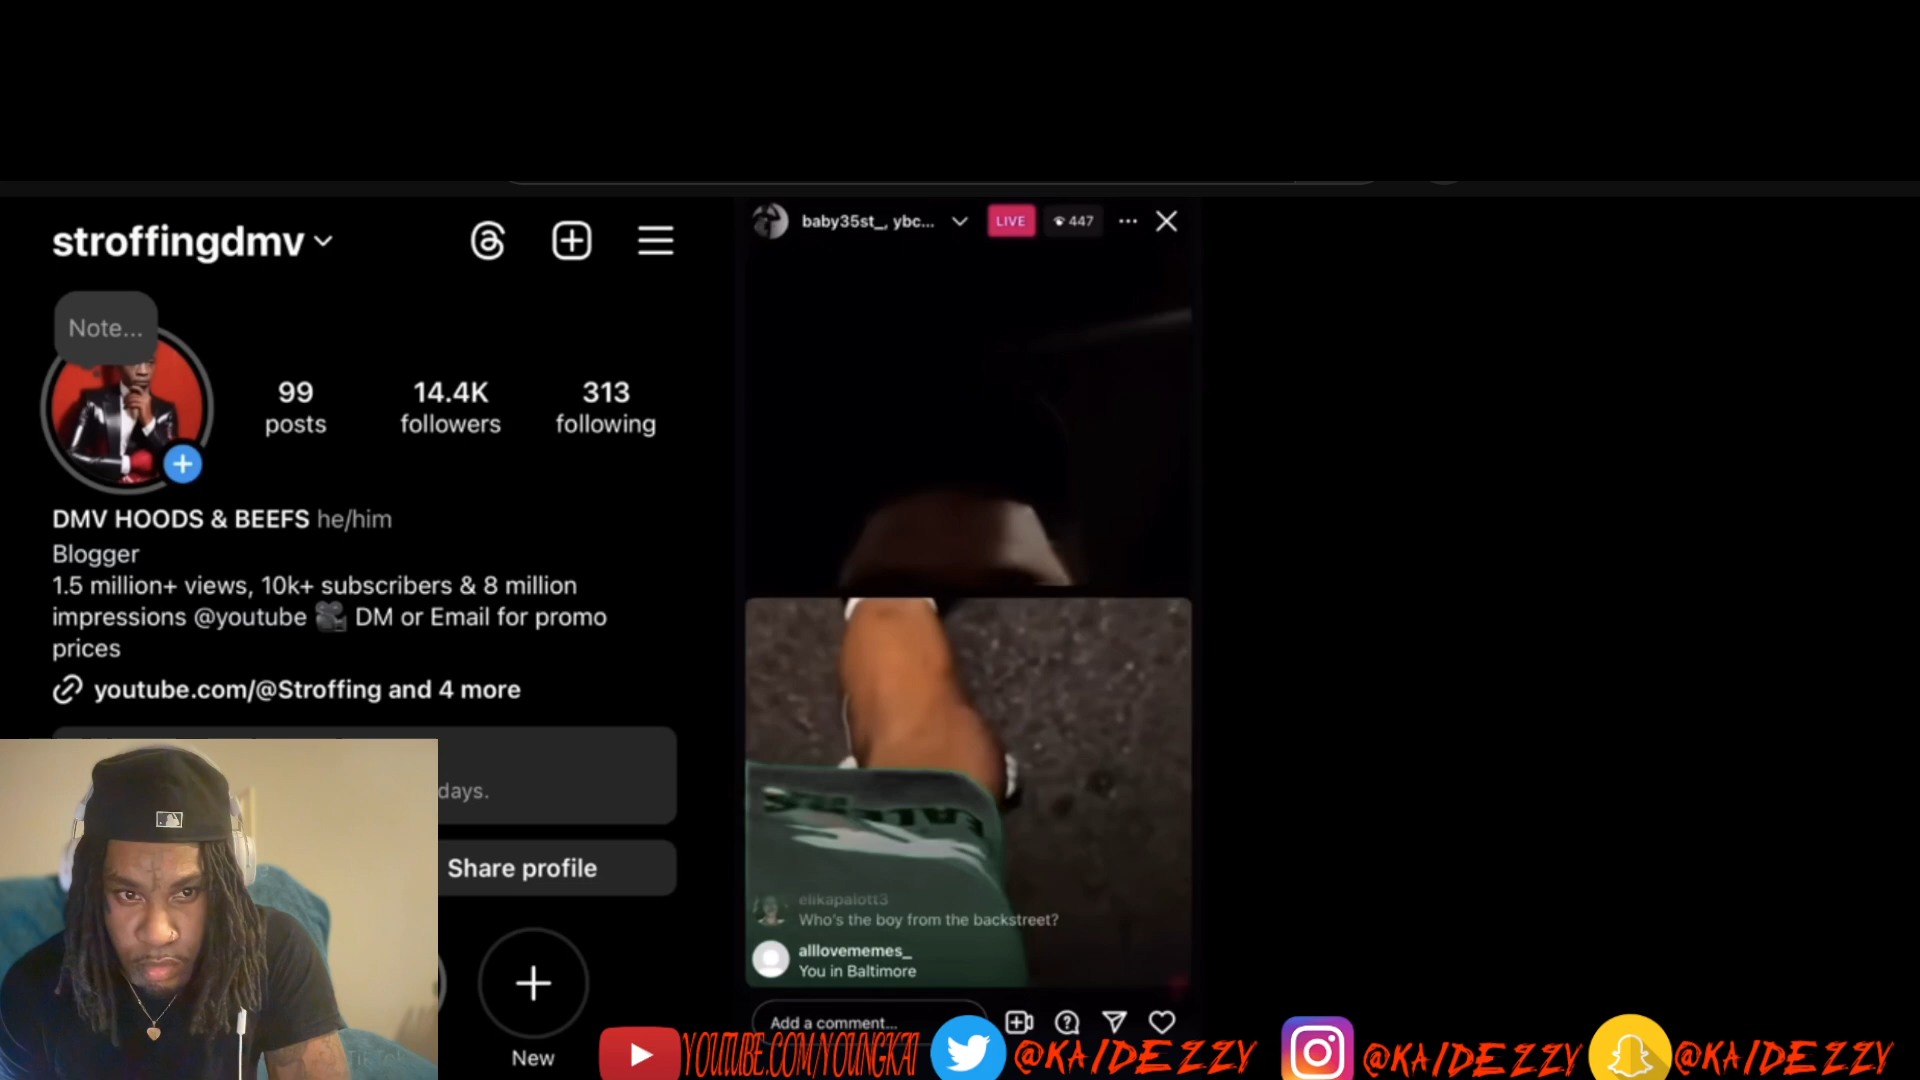 stroffingdmv
Note...
99
posts
14.4K
followers
313
following
DMV HOODS & BEEFS he/him
Blogger
1.5 million+ views, 10k+ subscribers & 8 million
impressions @youtube 🎥 DM or Email for promo
prices
youtube.com/@Stroffing and 4 more
days.
Share profile
New
baby35st_, ybc...
LIVE
447
elikapalott3
Who's the boy from the backstreet?
alllovememes_
You in Baltimore
Add a comment...
YOUTUBE.COM/YOUNGKAI
@KAIDEZZY
@KAIDEZZY
@KAIDEZZY